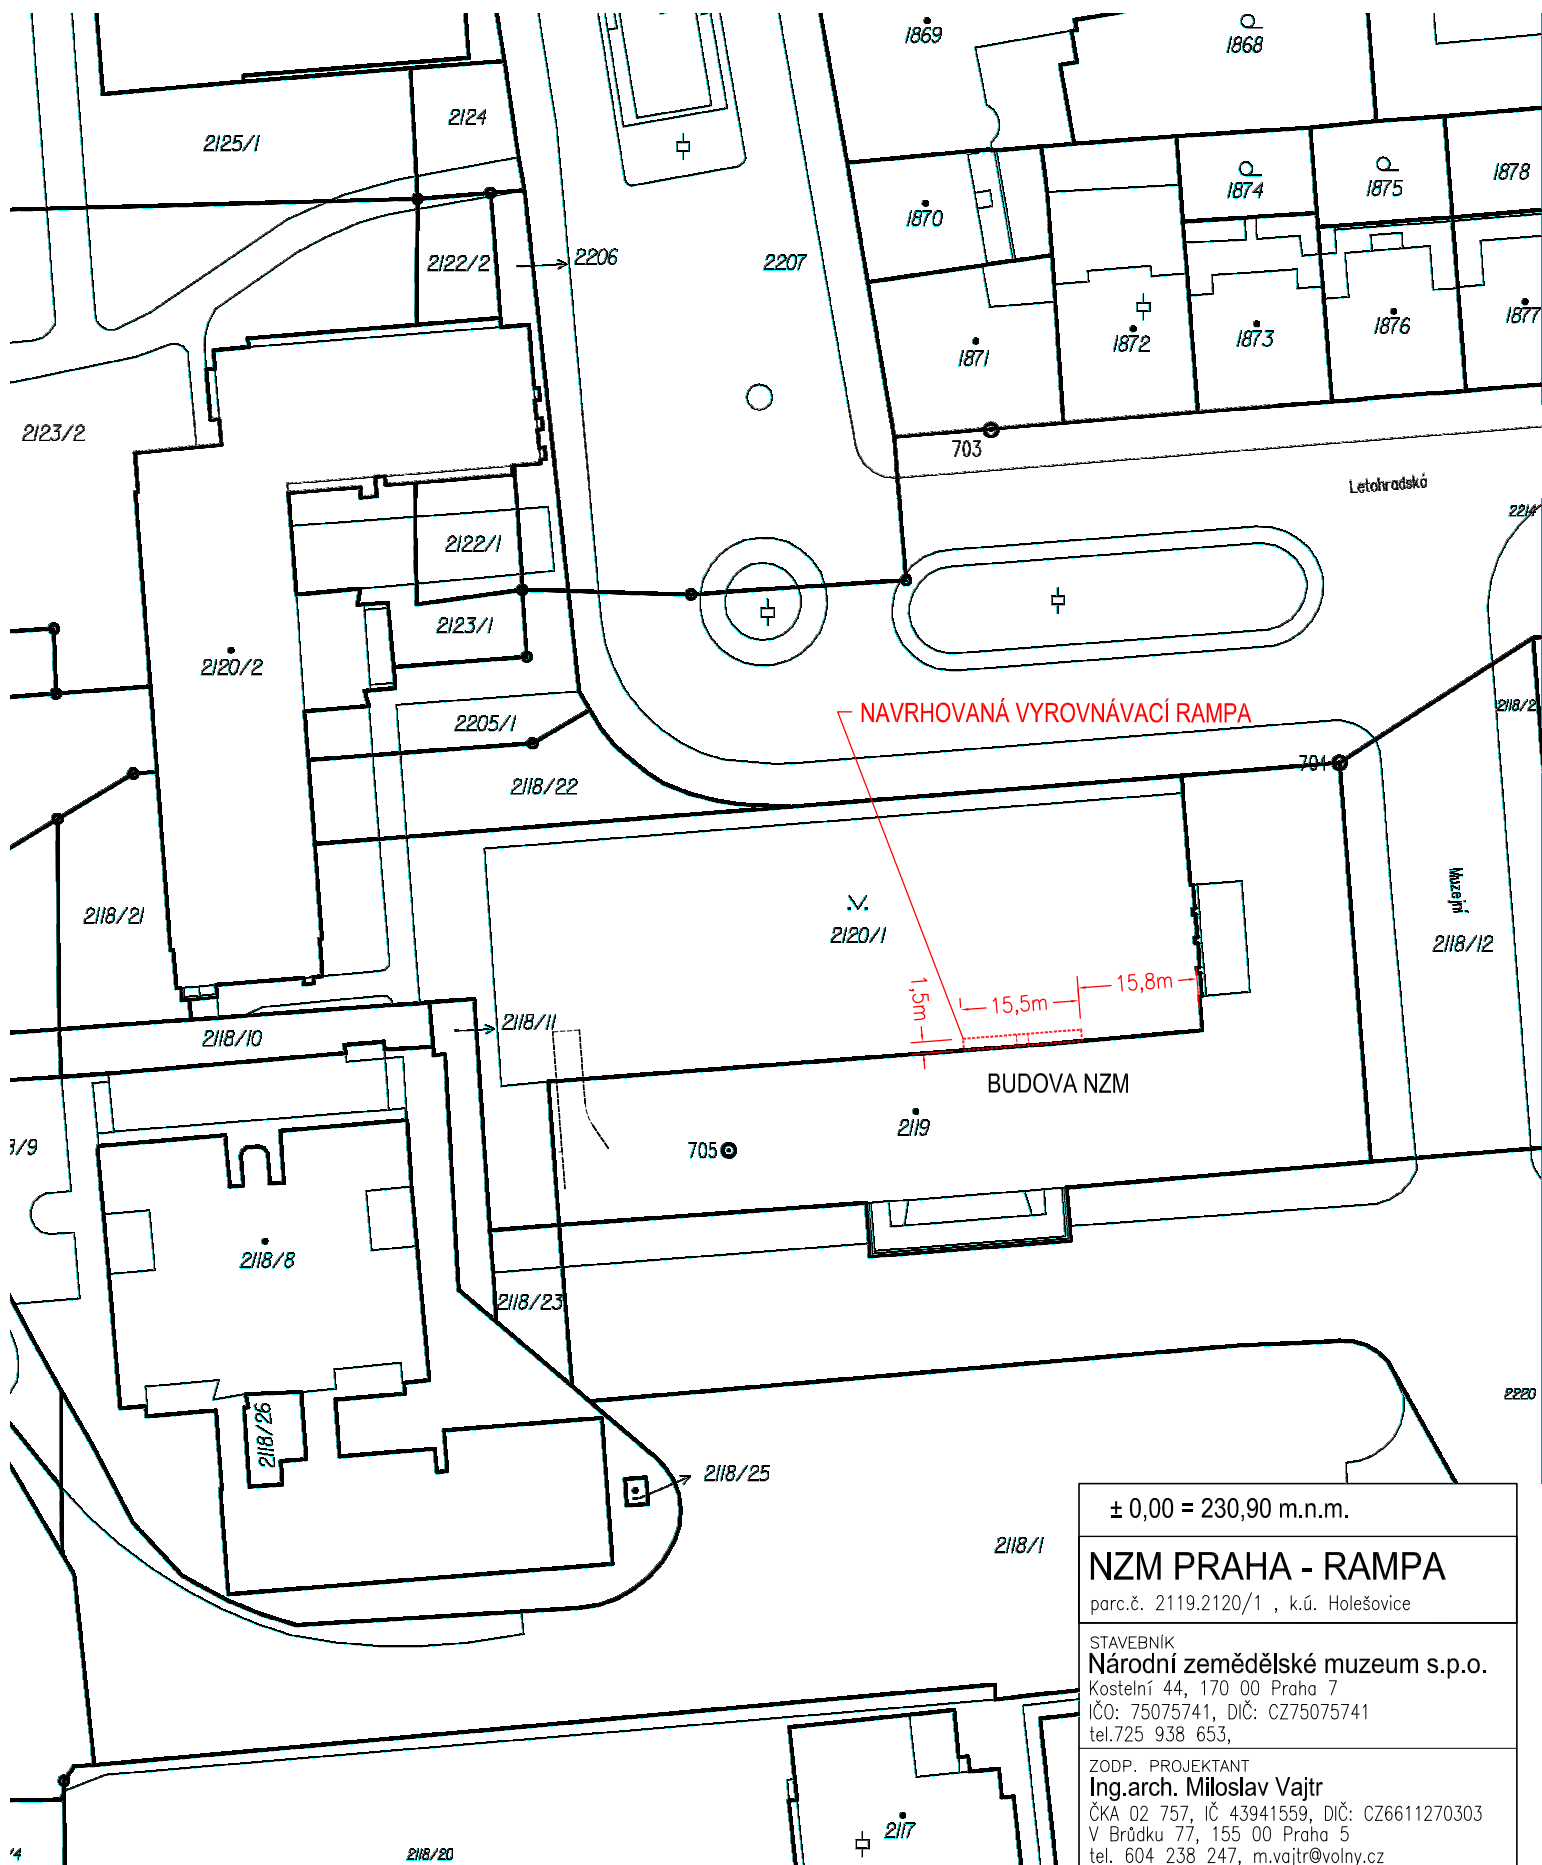 1869
1868
2124
2125/1
1874
1875
1878
1870
2122/2
2206
2207
1871
1872
1873
1876
1877
2123/2
703
Letohradská
2214
2122/1
2123/1
2120/2
2205/1
NAVRHOVANÁ VYROVNÁVACÍ RAMPA
2118/2
701
2118/22
Muzejní
2118/21
2120/1
2118/12
1,5m
15,5m
15,8m
2118/11
2118/10
BUDOVA NZM
2119
705
2118/8
2118/23
2220
2118/26
2118/25
2118/1
2117
2118/20
± 0,00 = 230,90 m.n.m.
NZM PRAHA - RAMPA
parc.č. 2119.2120/1 , k.ú. Holešovice
STAVEBNÍK
Národní zemědělské muzeum s.p.o.
Kostelní 44, 170 00 Praha 7
IČO: 75075741, DIČ: CZ75075741
tel.725 938 653,
ZODP. PROJEKTANT
Ing.arch. Miloslav Vajtr
ČKA 02 757, IČ 43941559, DIČ: CZ6611270303
V Brůdku 77, 155 00 Praha 5
tel. 604 238 247, m.vajtr@volny.cz